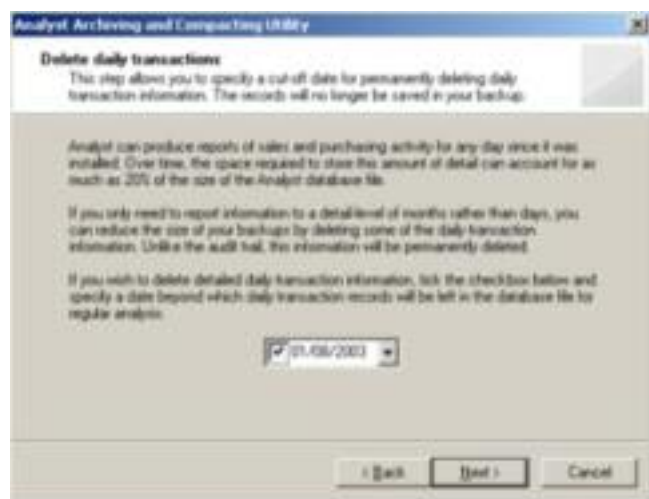 Analyst Archiving and Compacting Utility
Delete daily transactions
This step allows you to specify a cut-off date for permanently deleting daily
transaction information. The records will no longer be saved in your backup.
Analyst can produce reports of sales and purchasing activity for any day since it was
installed. Over time, the space required to store this amount of detail can account for as
much as 20% of the size of the Analyst database file.
If you only need to report information to a detail level of months rather than days, you
can reduce the size of your backups by deleting some of the daily transaction
information. Unlike the audit trail, this information will be permanently deleted.
If you wish to delete detailed daily transaction information, tick the checkbox below and
specify a date beyond which daily transaction records will be left in the database file for
regular analysis.
01/08/2003
< Back
Next >
Cancel